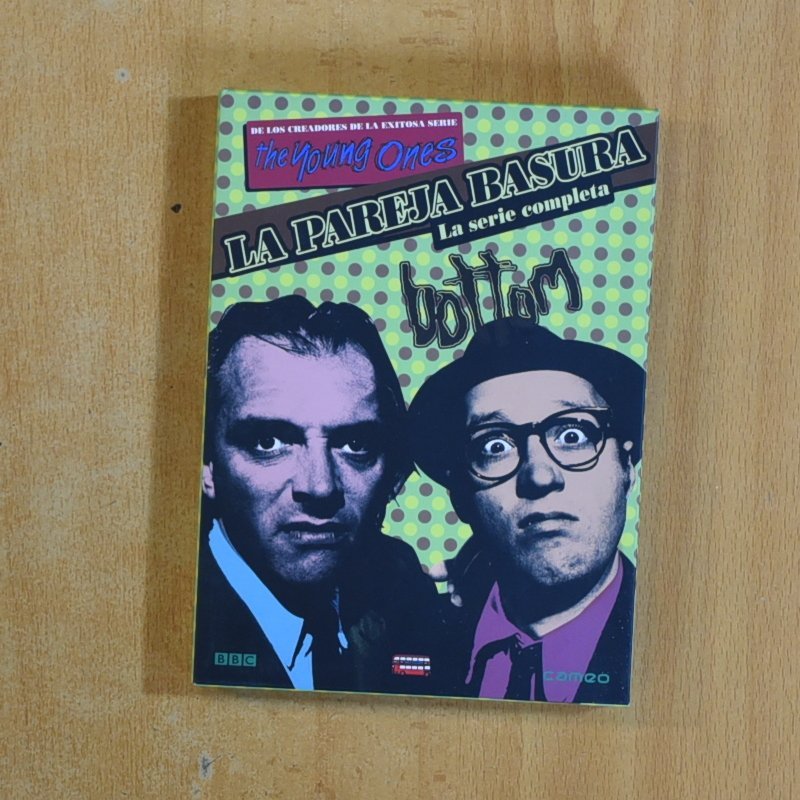 DE LOS CREADORES DE LA EXITOSA SERIE
the young ones
LA PAREJA BASURA
La serie completa
bottom
BBC
cameo